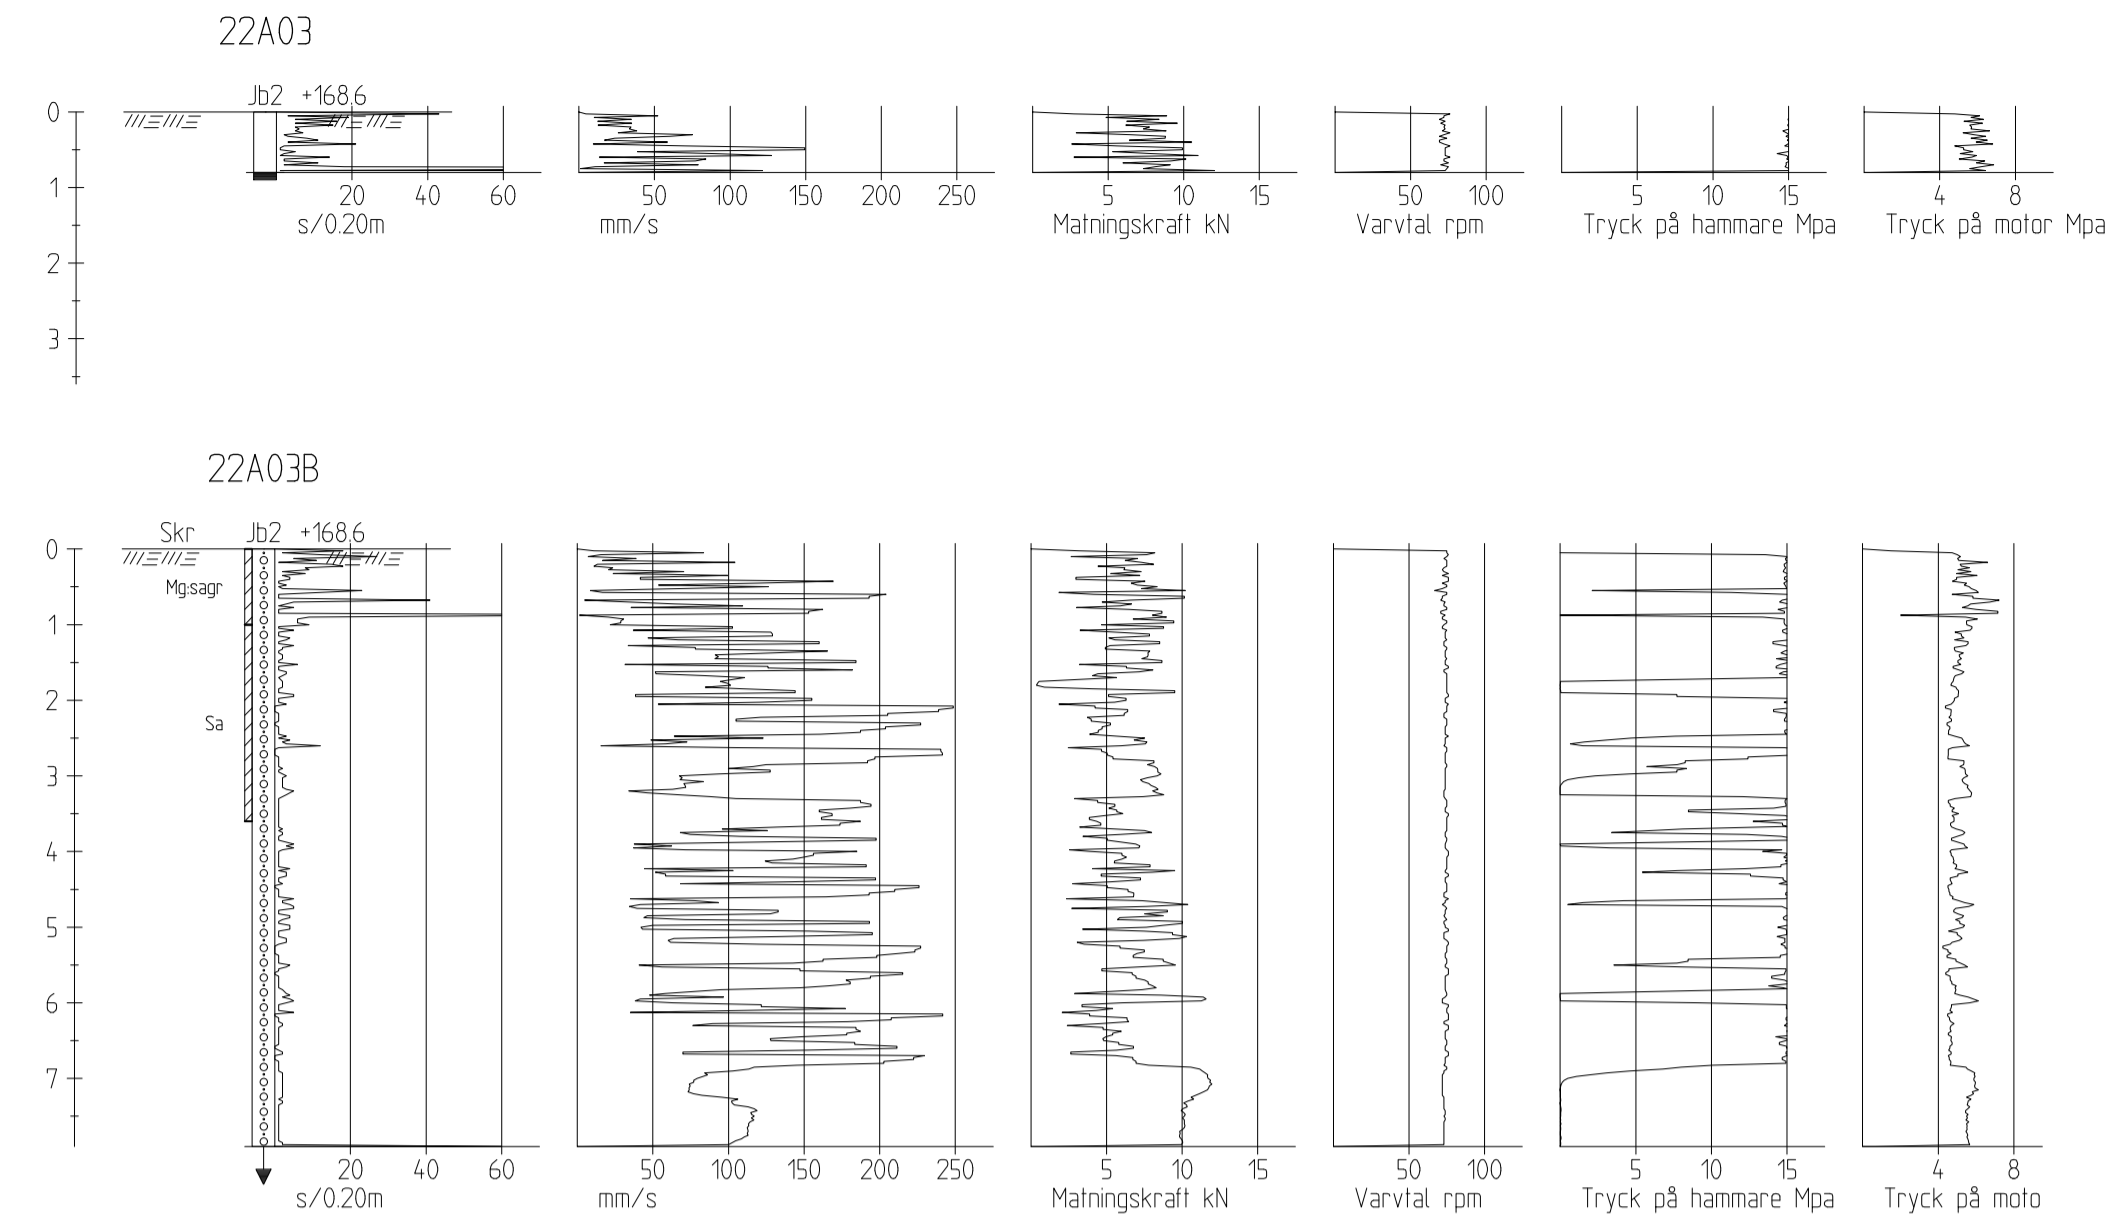 22A03
Jb2 +168.6
0
1
2
3
20 40 60
s/0.20m
50 100 150 200 250
mm/s
5 10 15
Matningskraft kN
50 100
Varvtal rpm
5 10 15
Tryck på hammare Mpa
4 8
Tryck på motor Mpa
22A03B
Skr Jb2 +168.6
Mg:sagr
Sa
0
1
2
3
4
5
6
7
20 40 60
s/0.20m
50 100 150 200 250
mm/s
5 10 15
Matningskraft kN
50 100
Varvtal rpm
5 10 15
Tryck på hammare Mpa
4 8
Tryck på moto